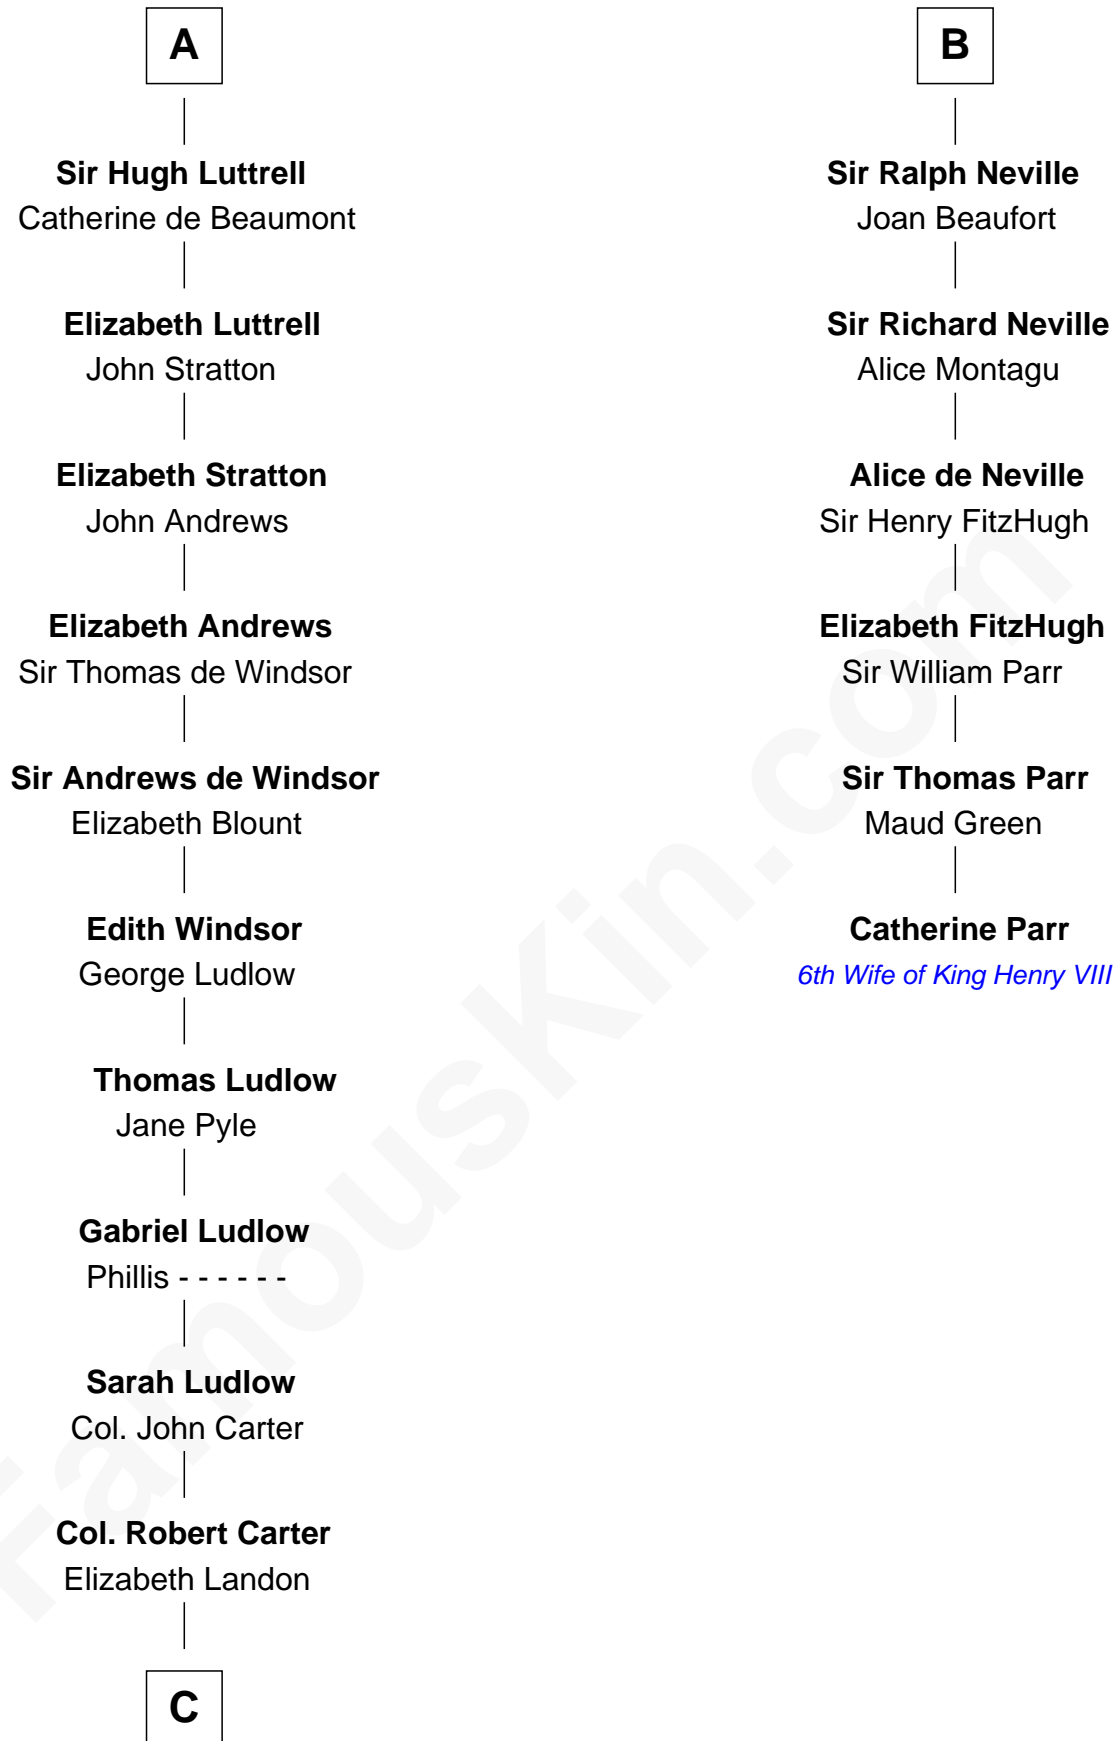 A
Sir Hugh Luttrell
Catherine de Beaumont
Elizabeth Luttrell
John Stratton
Elizabeth Stratton
John Andrews
Elizabeth Andrews
Sir Thomas de Windsor
Sir Andrews de Windsor
Elizabeth Blount
Edith Windsor
George Ludlow
Thomas Ludlow
Jane Pyle
Gabriel Ludlow
Phillis - - - - - -
Sarah Ludlow
Col. John Carter
Col. Robert Carter
Elizabeth Landon
C
B
Sir Ralph Neville
Joan Beaufort
Sir Richard Neville
Alice Montagu
Alice de Neville
Sir Henry FitzHugh
Elizabeth FitzHugh
Sir William Parr
Sir Thomas Parr
Maud Green
Catherine Parr
6th Wife of King Henry VIII
FamousKin.com